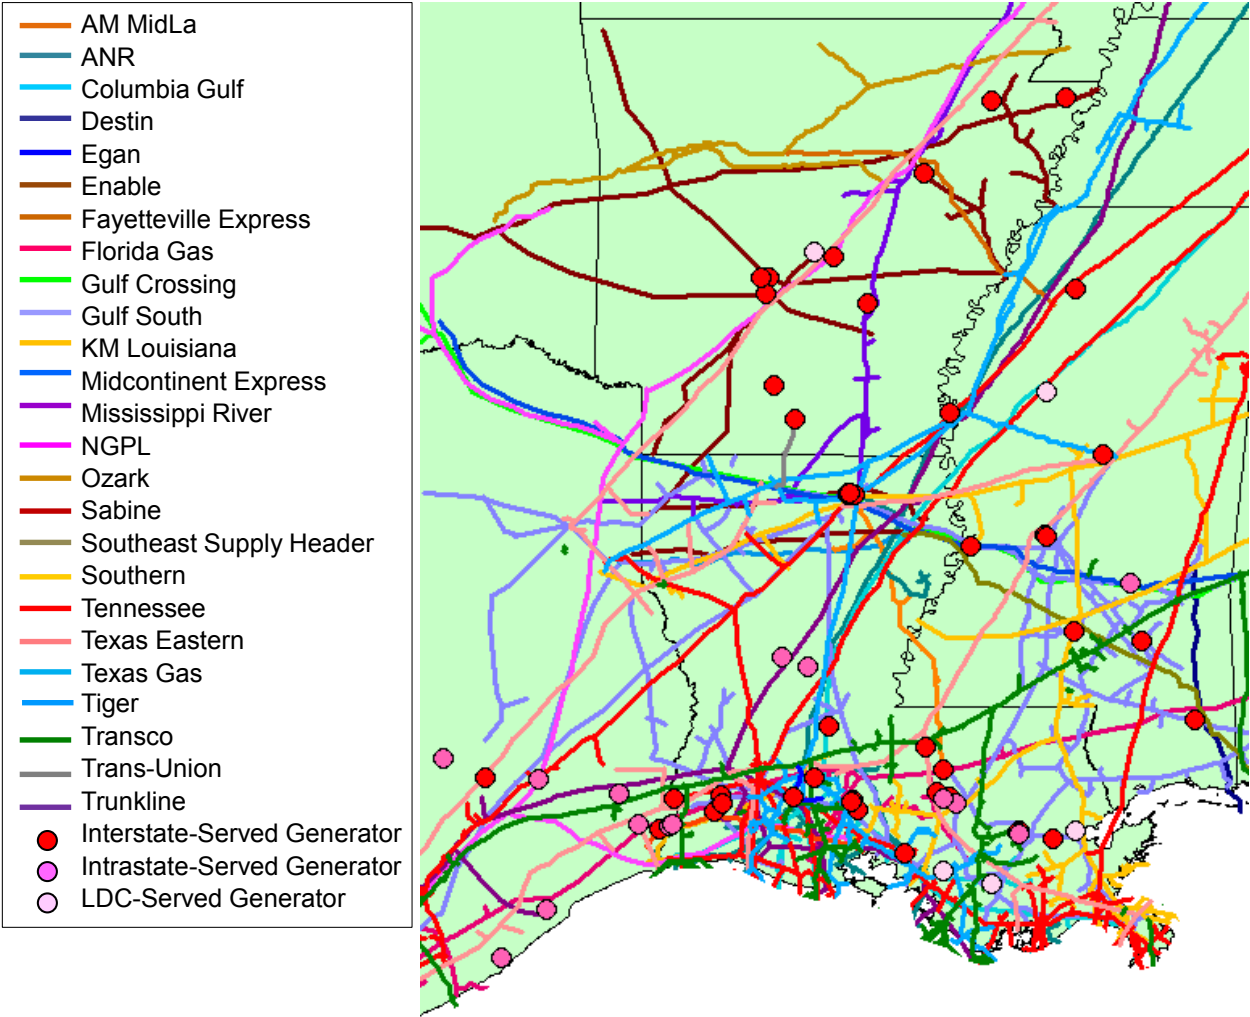 AM MidLa
ANR
Columbia Gulf
Destin
Egan
Enable
Fayetteville Express
Florida Gas
Gulf Crossing
Gulf South
KM Louisiana
Midcontinent Express
Mississippi River
NGPL
Ozark
Sabine
Southeast Supply Header
Southern
Tennessee
Texas Eastern
Texas Gas
Tiger
Transco
Trans-Union
Trunkline
Interstate-Served Generator
Intrastate-Served Generator
LDC-Served Generator